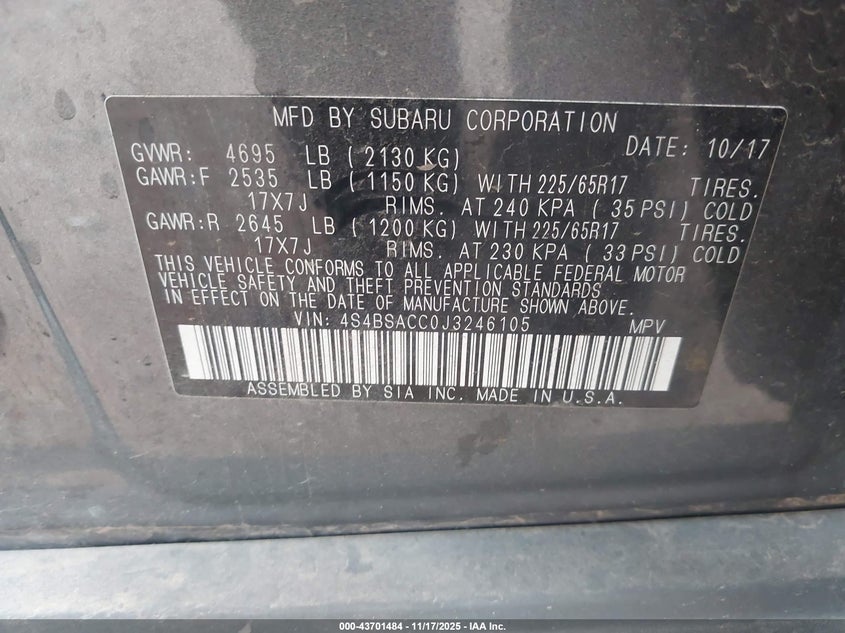 MFD BY SUBARU CORPORATION
GVWR: 4695 LB (2130 KG) DATE: 10/17
GAWR:F 2535 LB (1150 KG) WITH 225/65R17 TIRES.
17X7J RIMS. AT 240 KPA (35 PSI) COLD
GAWR:R 2645 LB (1200 KG) WITH 225/65R17 TIRES.
17X7J RIMS. AT 230 KPA (33 PSI) COLD
THIS VEHICLE CONFORMS TO ALL APPLICABLE FEDERAL MOTOR
VEHICLE SAFETY AND THEFT PREVENTION STANDARDS
IN EFFECT ON THE DATE OF MANUFACTURE SHOWN ABOVE.
VIN: 4S4BSACC0J3246105 MPV
ASSEMBLED BY SIA INC. MADE IN U.S.A.
000-43701484 - 11/17/2025 - IAA Inc.